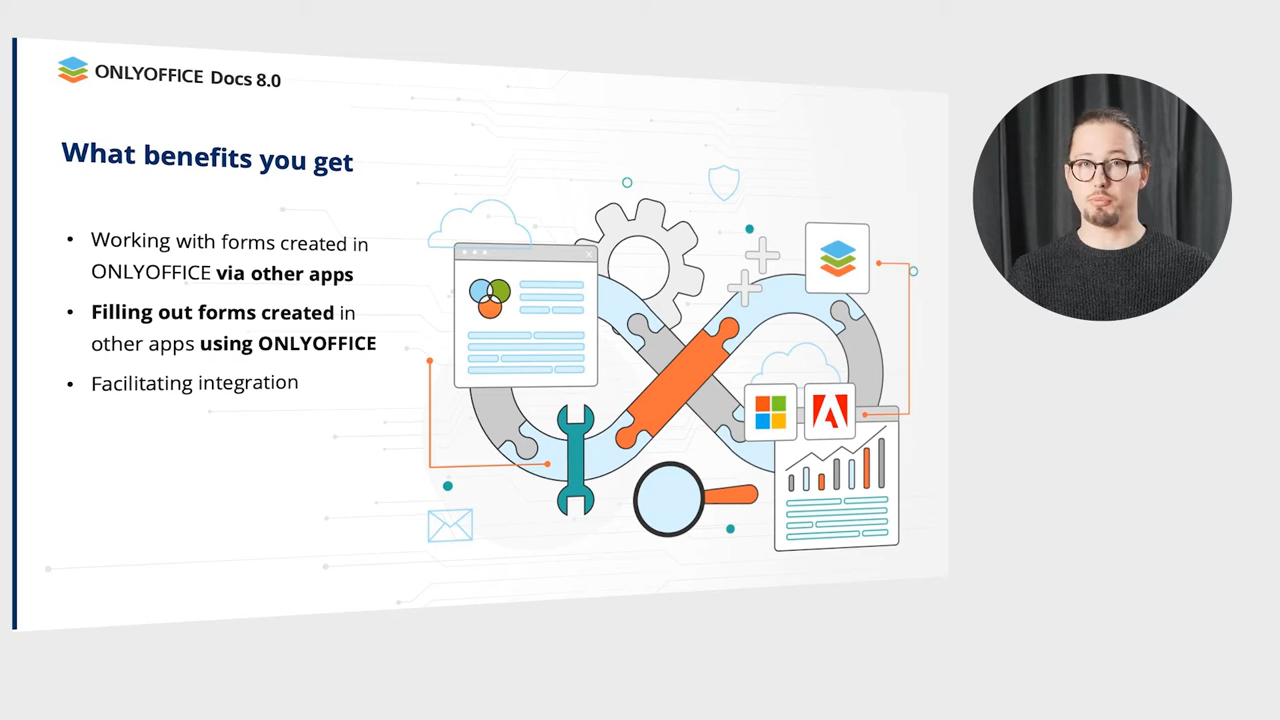 ONLYOFFICE Docs 8.0
What benefits you get
• Working with forms created in
ONLYOFFICE via other apps
• Filling out forms created in
other apps using ONLYOFFICE
• Facilitating integration